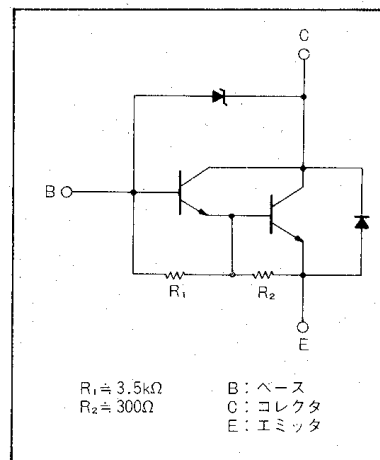 C
B
R₁
R₂
E
R₁≒3.5kΩ
R₂≒300Ω
B：ベース
C：コレクタ
E：エミッタ